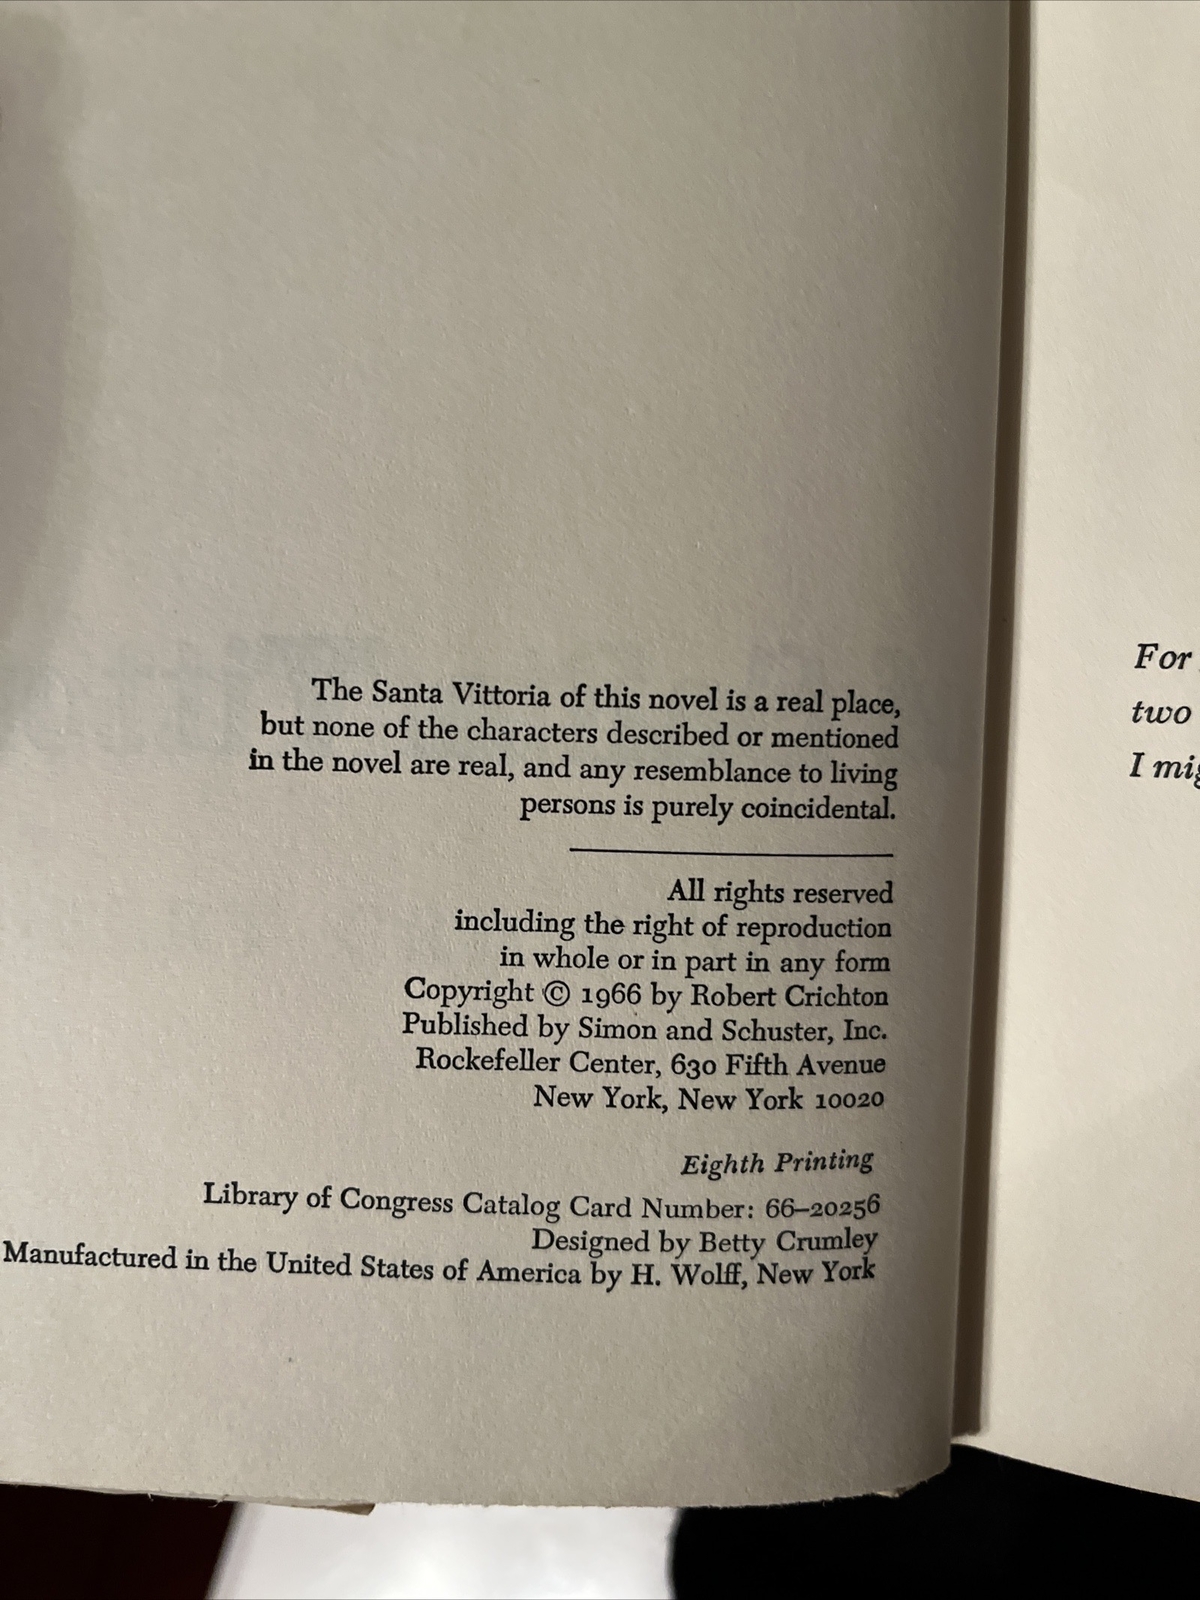 The Santa Vittoria of this novel is a real place,
but none of the characters described or mentioned
in the novel are real, and any resemblance to living
persons is purely coincidental.
All rights reserved
including the right of reproduction
in whole or in part in any form
Copyright © 1966 by Robert Crichton
Published by Simon and Schuster, Inc.
Rockefeller Center, 630 Fifth Avenue
New York, New York 10020
Eighth Printing
Library of Congress Catalog Card Number: 66–20256
Designed by Betty Crumley
Manufactured in the United States of America by H. Wolff, New York
For
two
I